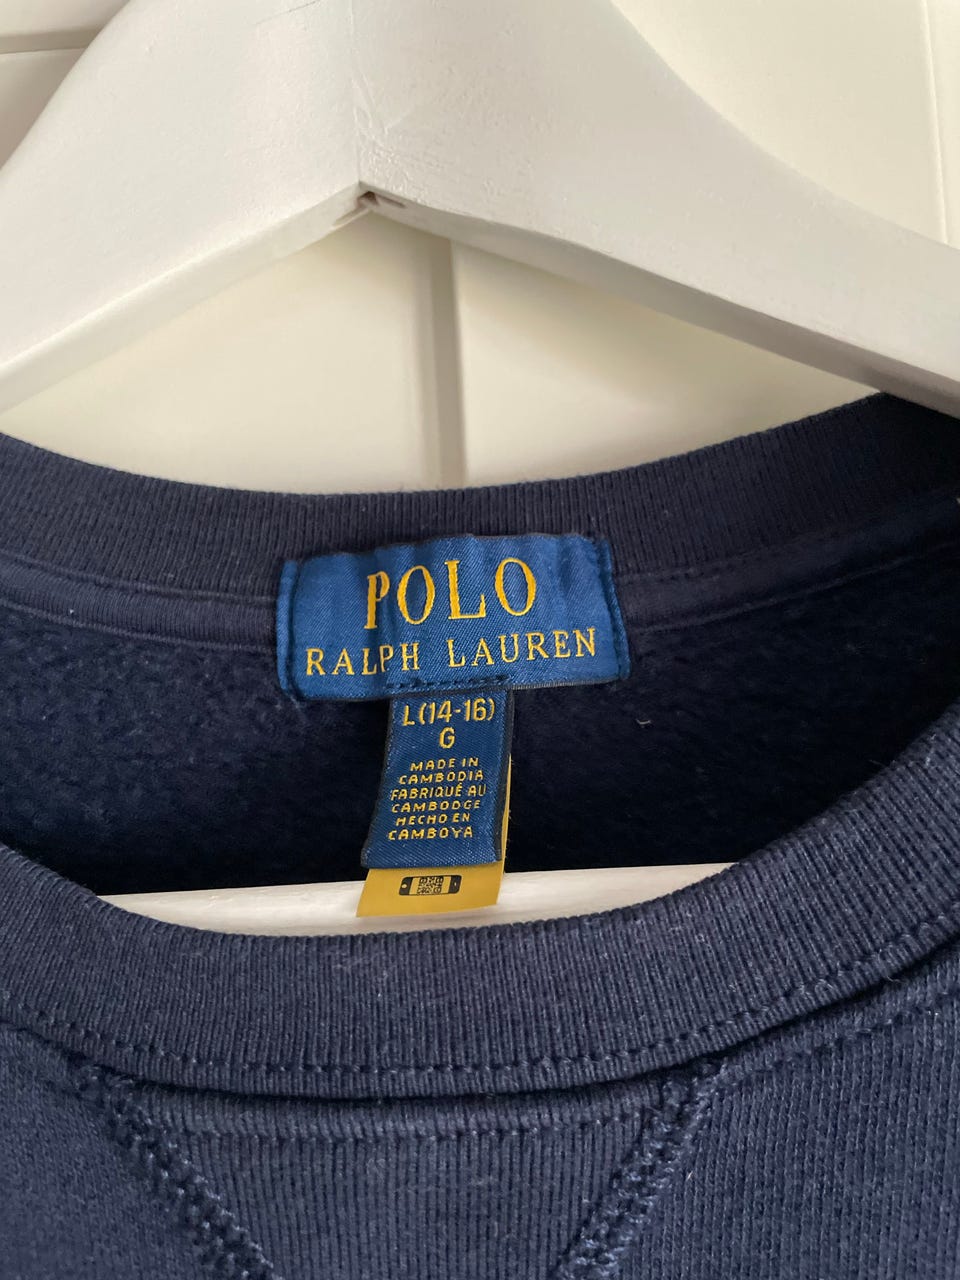 POLO
RALPH LAUREN
L(14-16)
G
MADE IN
CAMBODIA
FABRIQUÉ AU
CAMBODGE
HECHO EN
CAMBOYA